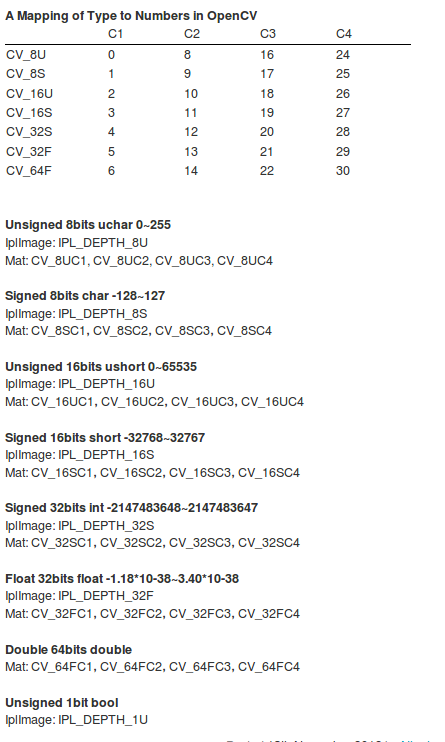 A Mapping of Type to Numbers in OpenCV
C1 C2 C3 C4
CV_8U 0 8 16 24
CV_8S 1 9 17 25
CV_16U 2 10 18 26
CV_16S 3 11 19 27
CV_32S 4 12 20 28
CV_32F 5 13 21 29
CV_64F 6 14 22 30
Unsigned 8bits uchar 0~255
IplImage: IPL_DEPTH_8U
Mat: CV_8UC1, CV_8UC2, CV_8UC3, CV_8UC4
Signed 8bits char -128~127
IplImage: IPL_DEPTH_8S
Mat: CV_8SC1, CV_8SC2, CV_8SC3, CV_8SC4
Unsigned 16bits ushort 0~65535
IplImage: IPL_DEPTH_16U
Mat: CV_16UC1, CV_16UC2, CV_16UC3, CV_16UC4
Signed 16bits short -32768~32767
IplImage: IPL_DEPTH_16S
Mat: CV_16SC1, CV_16SC2, CV_16SC3, CV_16SC4
Signed 32bits int -2147483648~2147483647
IplImage: IPL_DEPTH_32S
Mat: CV_32SC1, CV_32SC2, CV_32SC3, CV_32SC4
Float 32bits float -1.18*10-38~3.40*10-38
IplImage: IPL_DEPTH_32F
Mat: CV_32FC1, CV_32FC2, CV_32FC3, CV_32FC4
Double 64bits double
Mat: CV_64FC1, CV_64FC2, CV_64FC3, CV_64FC4
Unsigned 1bit bool
IplImage: IPL_DEPTH_1U